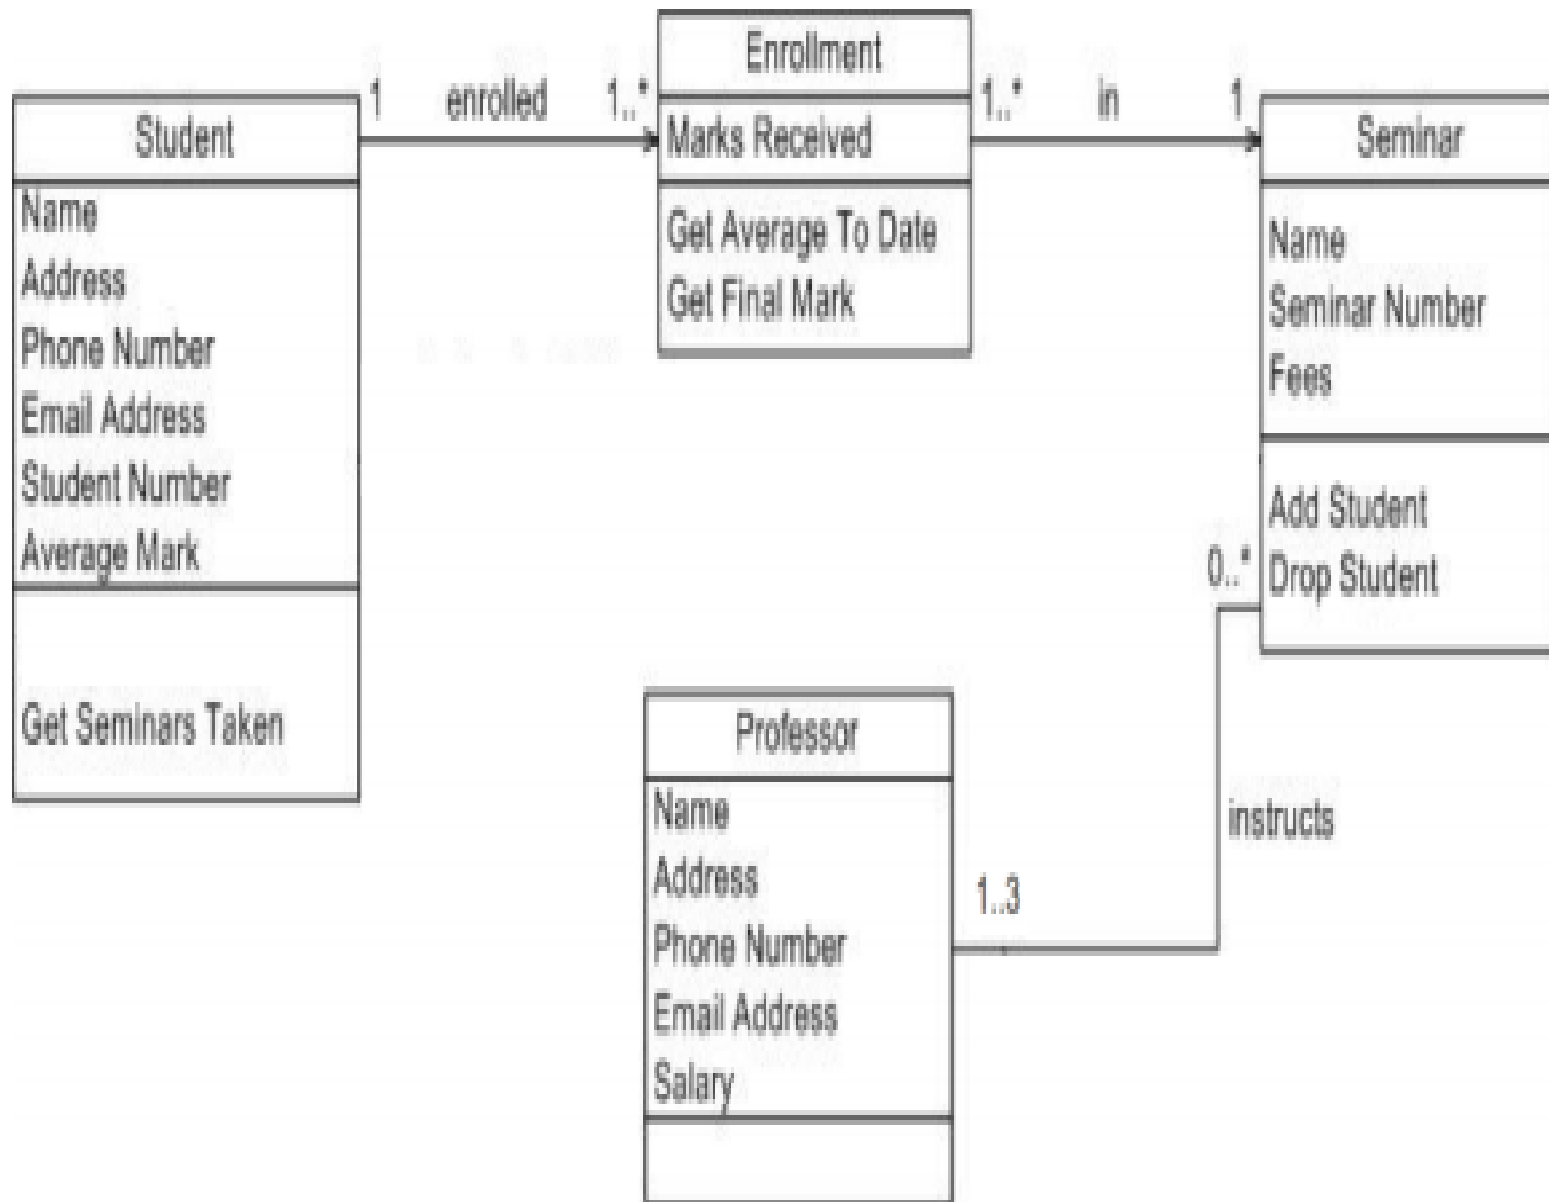 Student
Name
Address
Phone Number
Email Address
Student Number
Average Mark
Get Seminars Taken
1
enrolled
1..*
Enrollment
Marks Received
Get Average To Date
Get Final Mark
1..*
in
1
Seminar
Name
Seminar Number
Fees
Add Student
Drop Student
0..*
instructs
1..3
Professor
Name
Address
Phone Number
Email Address
Salary